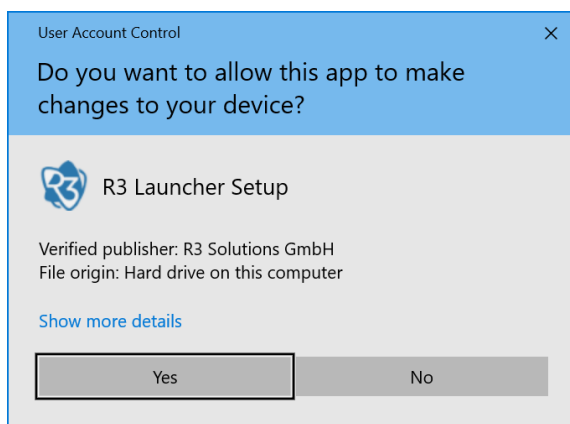 User Account Control
Do you want to allow this app to make
changes to your device?
R3
R3 Launcher Setup
Verified publisher: R3 Solutions GmbH
File origin: Hard drive on this computer
Show more details
Yes
No